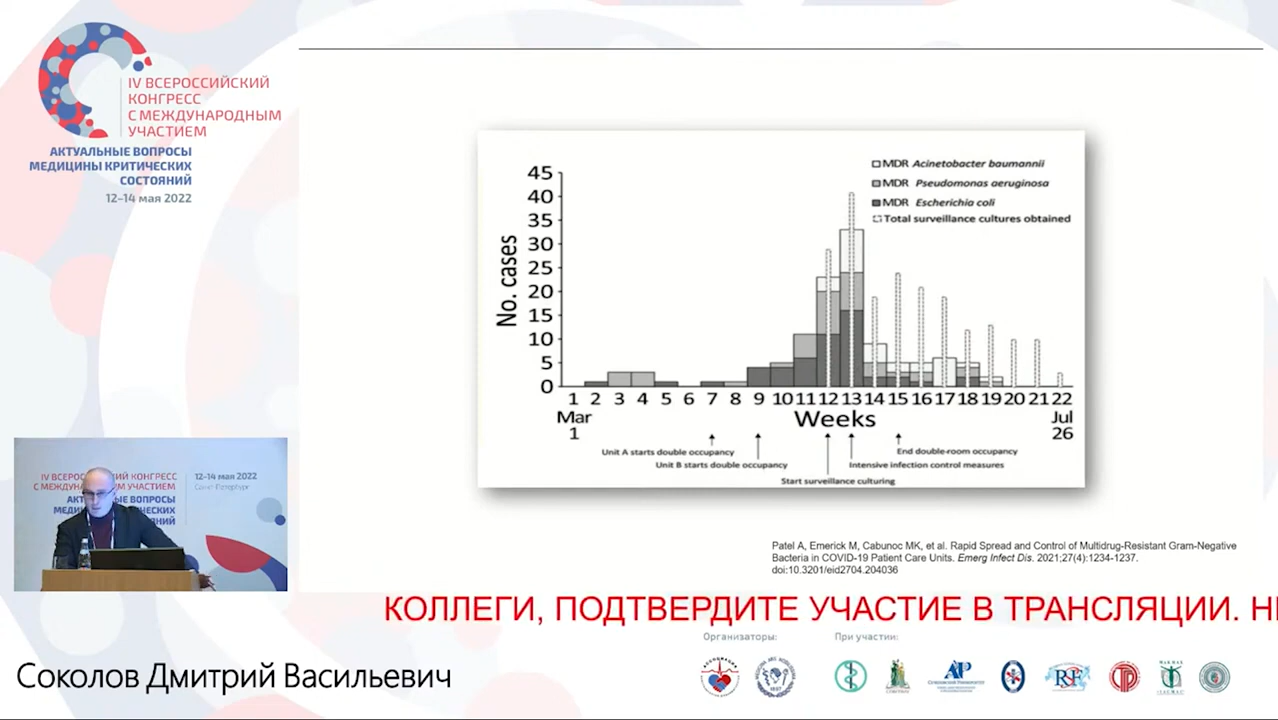 IV ВСЕРОССИЙСКИЙ
КОНГРЕСС
С МЕЖДУНАРОДНЫМ
УЧАСТИЕМ
АКТУАЛЬНЫЕ ВОПРОСЫ
МЕДИЦИНЫ КРИТИЧЕСКИХ
СОСТОЯНИЙ
12–14 мая 2022
MDR Acinetobacter baumannii
MDR Pseudomonas aeruginosa
MDR Escherichia coli
Total surveillance cultures obtained
No. cases
45
40
35
30
25
20
15
10
5
0
1 2 3 4 5 6 7 8 9 10 11 12 13 14 15 16 17 18 19 20 21 22
Mar
1
Weeks
Jul
26
Unit A starts double occupancy
End double-room occupancy
Unit B starts double occupancy
Intensive infection control measures
Start surveillance culturing
IV ВСЕРОССИЙСКИЙ КОНГРЕСС
12–14 мая 2022
Санкт-Петербург
УЧАСТИЕМ
Patel A, Emerick M, Cabunoc MK, et al. Rapid Spread and Control of Multidrug-Resistant Gram-Negative
Bacteria in COVID-19 Patient Care Units. Emerg Infect Dis. 2021;27(4):1234-1237.
doi:10.3201/eid2704.204036
КОЛЛЕГИ, ПОДТВЕРДИТЕ УЧАСТИЕ В ТРАНСЛЯЦИИ. Н
Организаторы:
При участии:
Соколов Дмитрий Васильевич